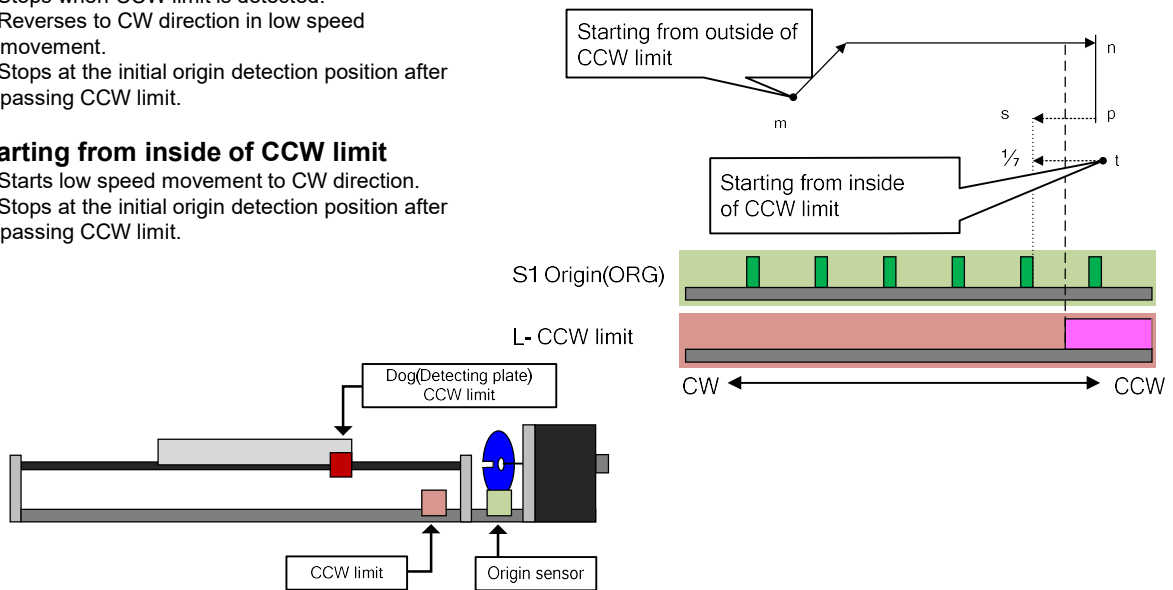 Stops when CCW limit is detected.
Reverses to CW direction in low speed
movement.
Stops at the initial origin detection position after
passing CCW limit.
arting from inside of CCW limit
Starts low speed movement to CW direction.
Stops at the initial origin detection position after
passing CCW limit.
Starting from outside of
CCW limit
n
m
s
p
⅐
t
Starting from inside
of CCW limit
S1 Origin(ORG)
L- CCW limit
CW
CCW
Dog(Detecting plate)
CCW limit
CCW limit
Origin sensor